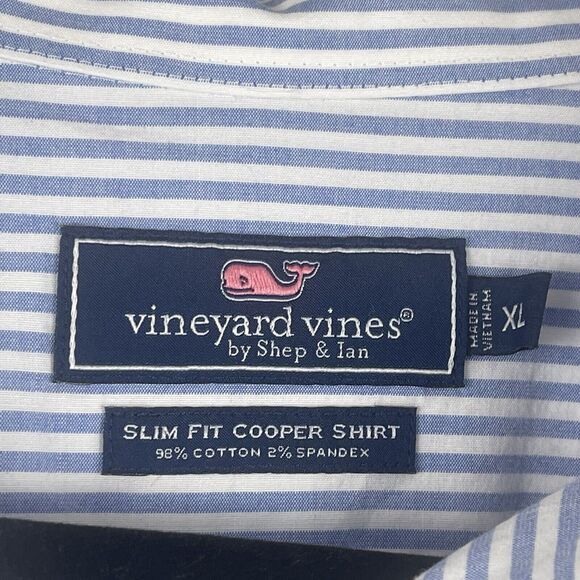 vineyard vines®
by Shep & Ian
MADE IN
VIETNAM
XL
SLIM FIT COOPER SHIRT
98% COTTON 2% SPANDEX